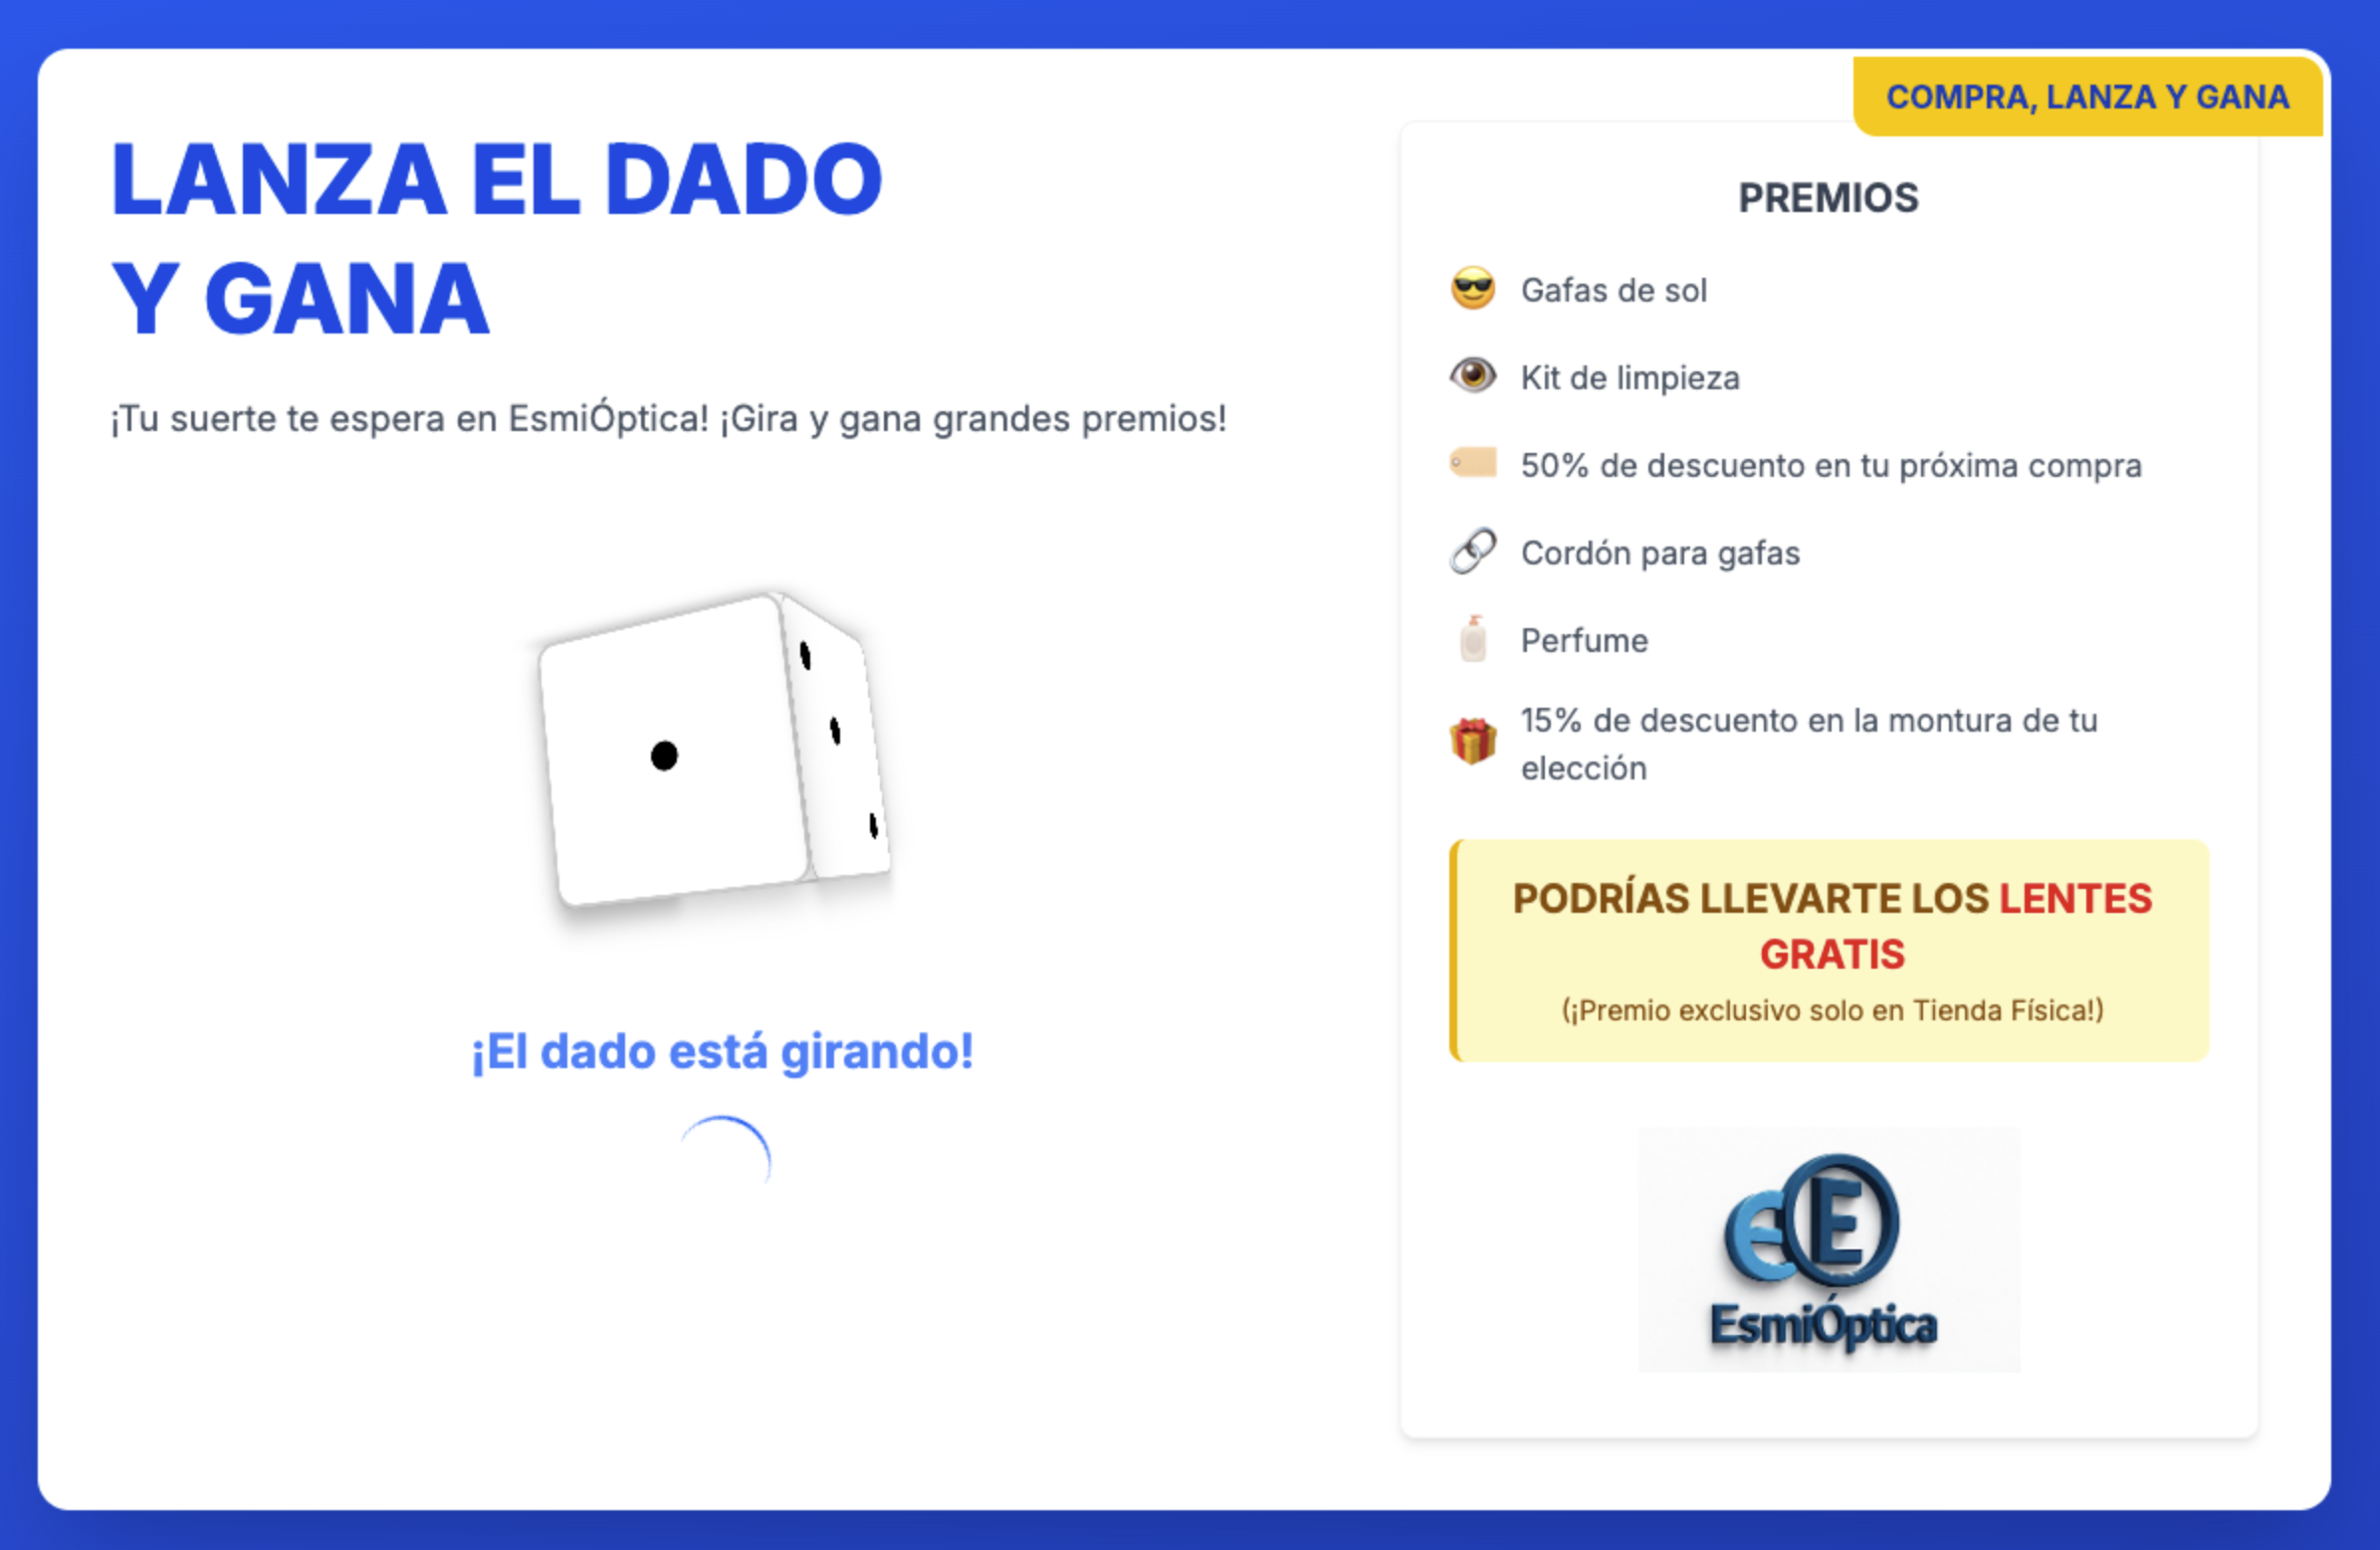 COMPRA, LANZA Y GANA
LANZA EL DADO
Y GANA
¡Tu suerte te espera en EsmiÓptica! ¡Gira y gana grandes premios!
¡El dado está girando!
PREMIOS
Gafas de sol
Kit de limpieza
50% de descuento en tu próxima compra
Cordón para gafas
Perfume
15% de descuento en la montura de tu
elección
PODRÍAS LLEVARTE LOS LENTES
GRATIS
(¡Premio exclusivo solo en Tienda Física!)
e E
EsmiÓptica